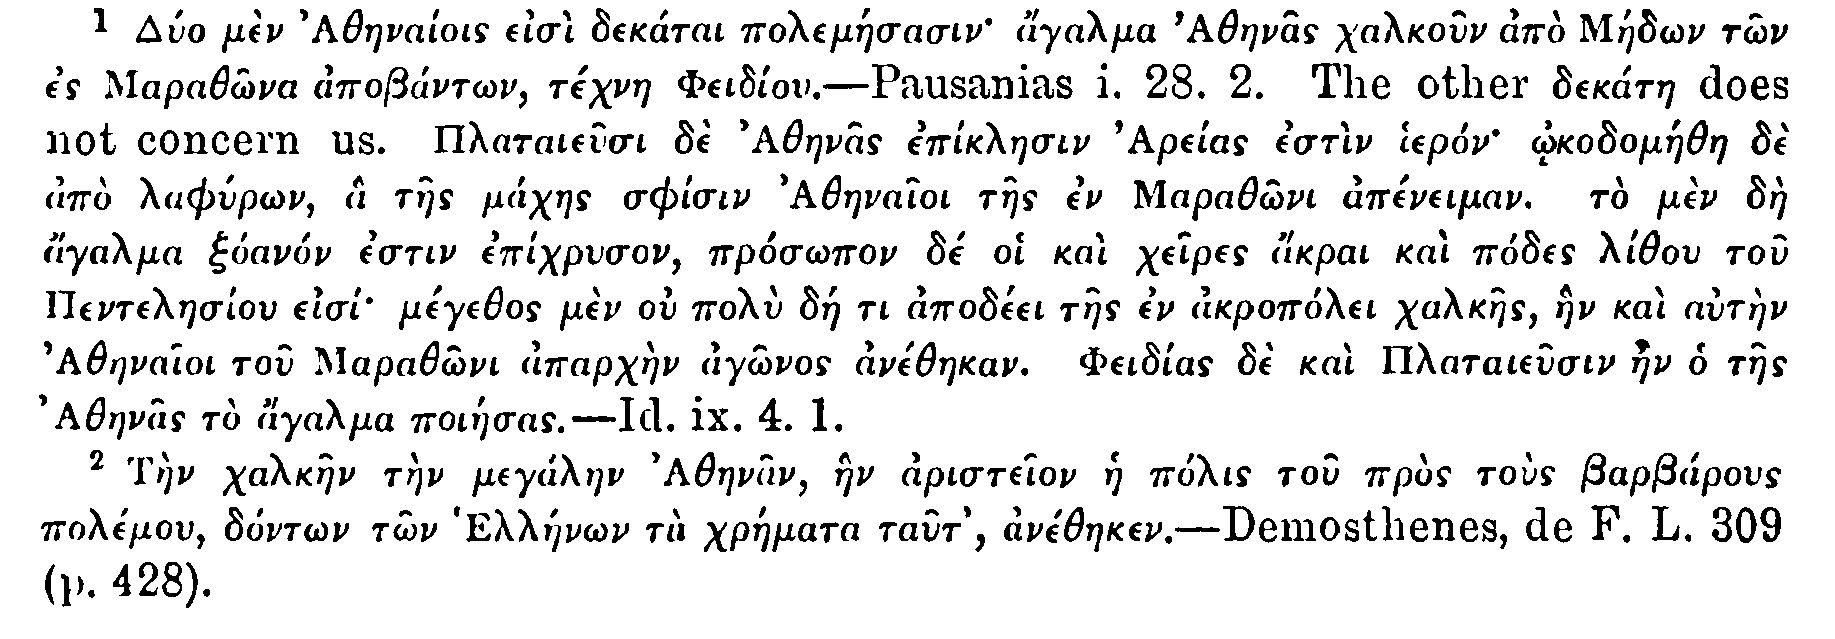 ¹ Δύο μὲν Ἀθηναίοις εἰσὶ δεκάται πολεμήσασιν· ἄγαλμα Ἀθηνᾶς χαλκοῦν ἀπὸ Μήδων τῶν
ἐς Μαραθῶνα ἀποβάντων, τέχνη Φειδίου.—Pausanias i. 28. 2. The other δεκάτη does
not concern us. Πλαταιεῦσι δὲ Ἀθηνᾶς ἐπίκλησιν Ἀρείας ἐστὶν ἱερόν· ᾠκοδομήθη δὲ
ἀπὸ λαφύρων, ἃ τῆς μάχης σφίσιν Ἀθηναῖοι τῆς ἐν Μαραθῶνι ἀπένειμαν. τὸ μὲν δὴ
ἄγαλμα ξόανόν ἐστιν ἐπίχρυσον, πρόσωπον δέ οἱ καὶ χεῖρες ἄκραι καὶ πόδες λίθου τοῦ
Πεντελησίου εἰσί· μέγεθος μὲν οὐ πολὺ δή τι ἀποδέει τῆς ἐν ἀκροπόλει χαλκῆς, ἣν καὶ αὐτὴν
Ἀθηναῖοι τοῦ Μαραθῶνι ἀπαρχὴν ἀγῶνος ἀνέθηκαν. Φειδίας δὲ καὶ Πλαταιεῦσιν ἦν ὁ τῆς
Ἀθηνᾶς τὸ ἄγαλμα ποιήσας.—Id. ix. 4. 1.
² Τὴν χαλκῆν τὴν μεγάλην Ἀθηνᾶν, ἣν ἀριστεῖον ἡ πόλις τοῦ πρὸς τοὺς βαρβάρους
πολέμου, δόντων τῶν Ἑλλήνων τὰ χρήματα ταῦτ’, ἀνέθηκεν.—Demosthenes, de F. L. 309
(p. 428).